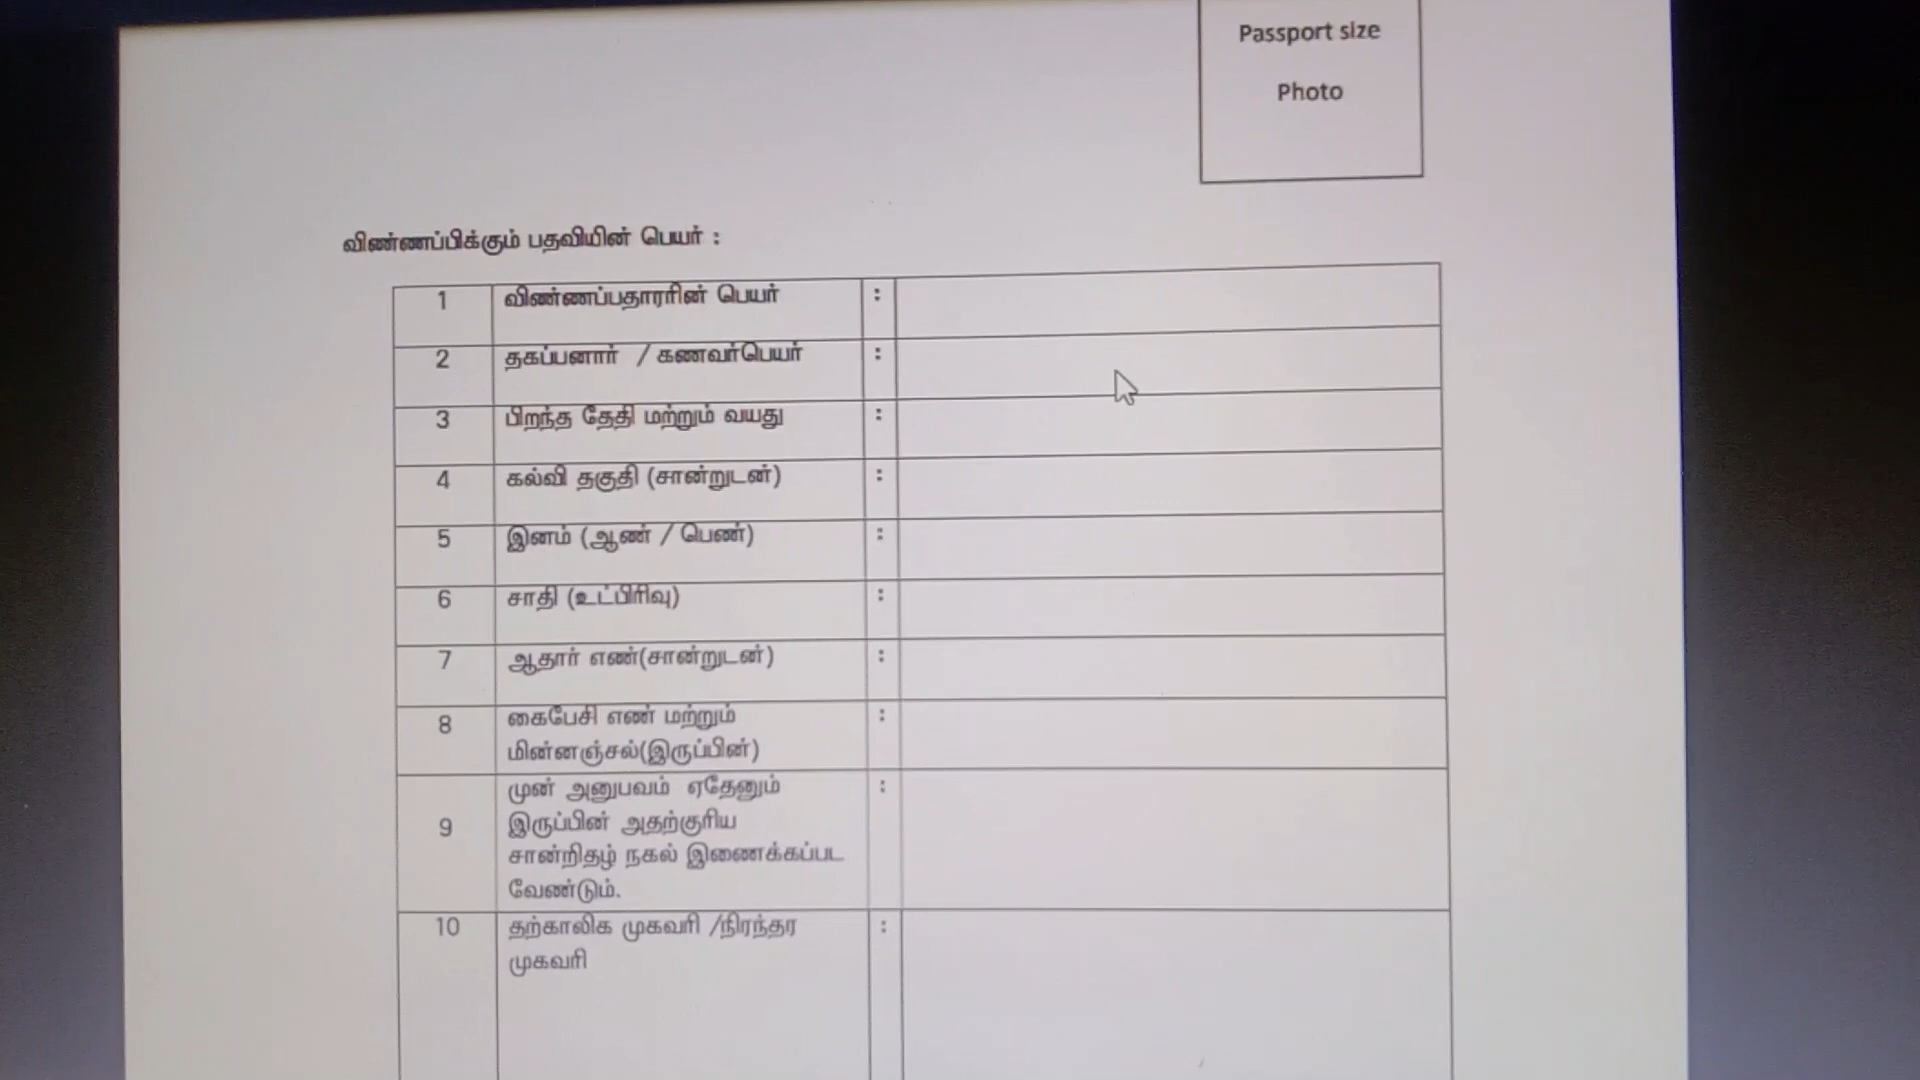 Passport size
Photo
விண்ணப்பிக்கும் பதவியின் பெயர் :
1 விண்ணப்பதாரரின் பெயர் :
2 தகப்பனார் / கணவர்பெயர் :
3 பிறந்த தேதி மற்றும் வயது :
4 கல்வி தகுதி (சான்றுடன்) :
5 இனம் (ஆண் / பெண்) :
6 சாதி (உட்பிரிவு) :
7 ஆதார் எண்(சான்றுடன்) :
8 கைபேசி எண் மற்றும் :
மின்னஞ்சல்(இருப்பின்)
முன் அனுபவம் ஏதேனும் :
9 இருப்பின் அதற்குரிய
சான்றிதழ் நகல் இணைக்கப்பட
வேண்டும்.
10 தற்காலிக முகவரி /நிரந்தர :
முகவரி